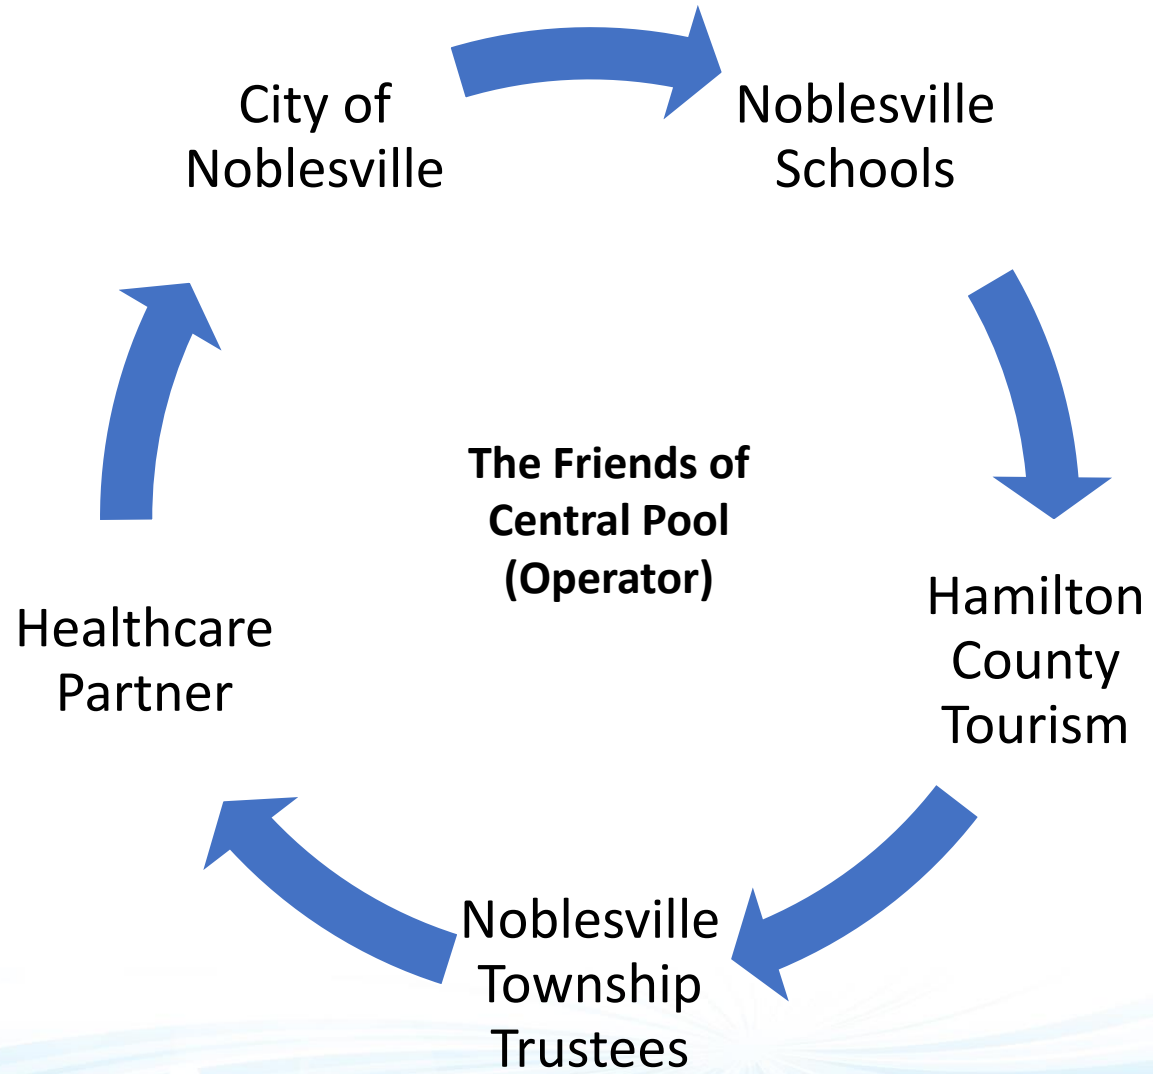 City of
Noblesville
Noblesville
Schools
The Friends of
Central Pool
(Operator)
Hamilton
County
Tourism
Healthcare
Partner
Noblesville
Township
Trustees